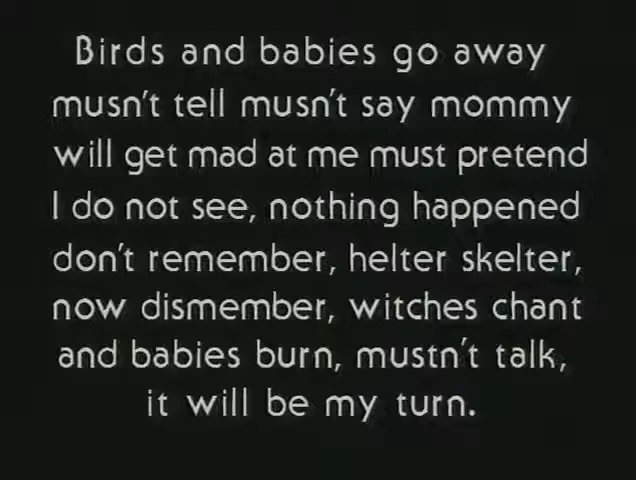 Birds and babies go away
musn't tell musn't say mommy
will get mad at me must pretend
I do not see, nothing happened
don't remember, helter skelter,
now dismember, witches chant
and babies burn, mustn't talk,
it will be my turn.